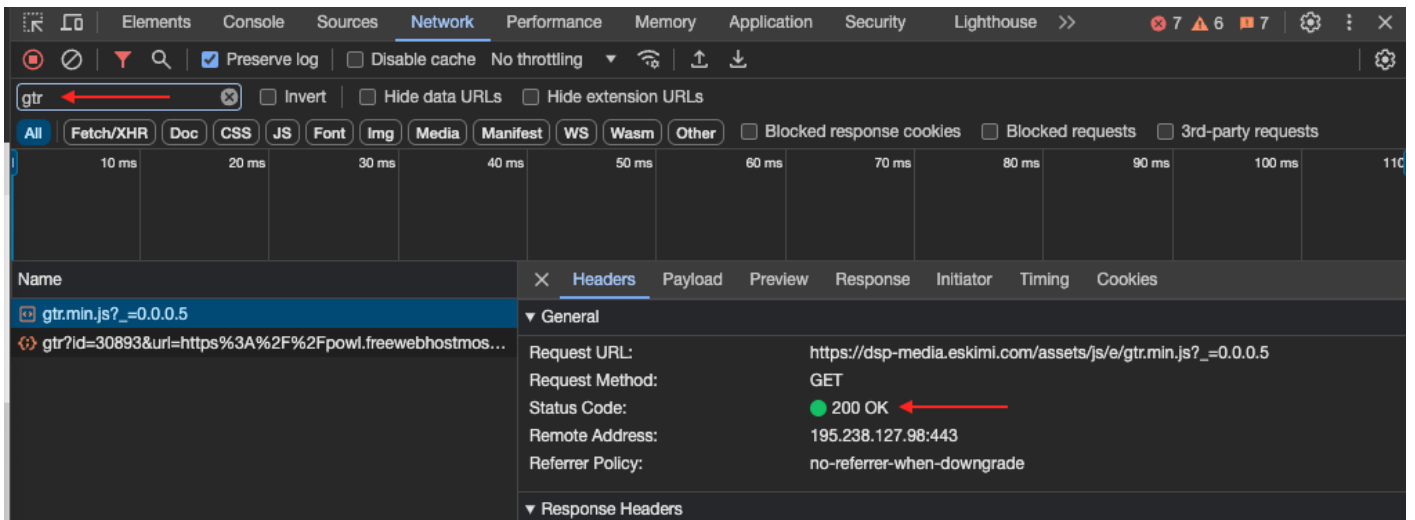 Elements Console Sources Network Performance Memory Application Security Lighthouse >> 7 6 7
Preserve log Disable cache No throttling
gtr Invert Hide data URLs Hide extension URLs
All Fetch/XHR Doc CSS JS Font Img Media Manifest WS Wasm Other Blocked response cookies Blocked requests 3rd-party requests
10 ms 20 ms 30 ms 40 ms 50 ms 60 ms 70 ms 80 ms 90 ms 100 ms 110
Name Headers Payload Preview Response Initiator Timing Cookies
gtr.min.js?_=0.0.0.5
gtr?id=30893&url=https%3A%2F%2Fpowl.freewebhostmos...
General
Request URL: https://dsp-media.eskimi.com/assets/js/e/gtr.min.js?_=0.0.0.5
Request Method: GET
Status Code: 200 OK
Remote Address: 195.238.127.98:443
Referrer Policy: no-referrer-when-downgrade
Response Headers